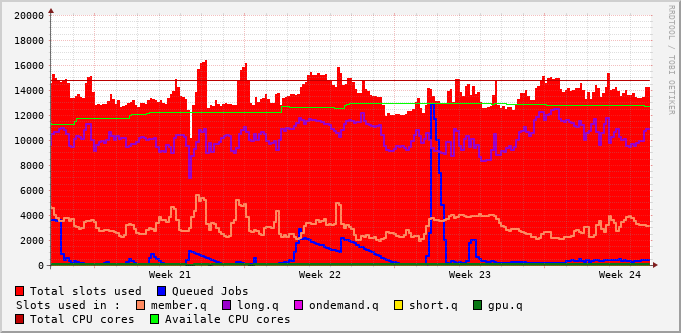 RRDTOOL / TOBI OETIKER
20000
18000
16000
14000
12000
10000
8000
6000
4000
2000
0
Week 21 Week 22 Week 23 Week 24
Total slots used Queued Jobs
Slots used in : member.q long.q ondemand.q short.q gpu.q
Total CPU cores Availale CPU cores